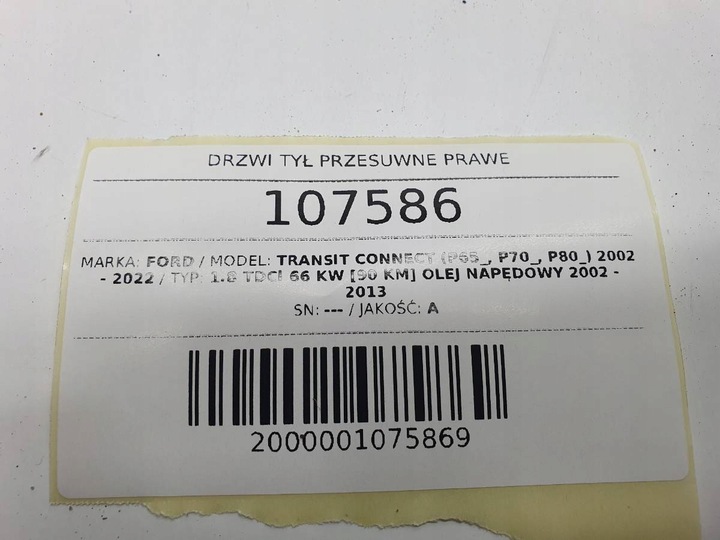 DRZWI TYŁ PRZESUWNE PRAWE
107586
MARKA: FORD / MODEL: TRANSIT CONNECT (P65_, P70_, P80_) 2002
- 2022 / TYP: 1.8 TDCI 66 KW [90 KM] OLEJ NAPĘDOWY 2002 -
2013
SN: --- / JAKOŚĆ: A
2000001075869